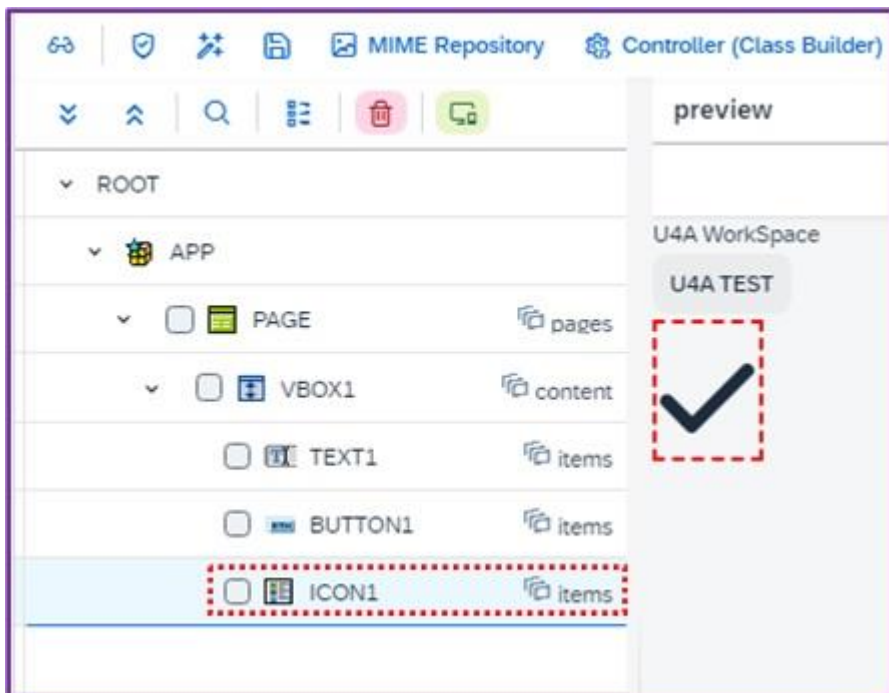 MIME Repository
Controller (Class Builder)
preview
ROOT
APP
PAGE
pages
VBOX1
content
TEXT1
items
BUTTON1
items
ICON1
items
U4A WorkSpace
U4A TEST